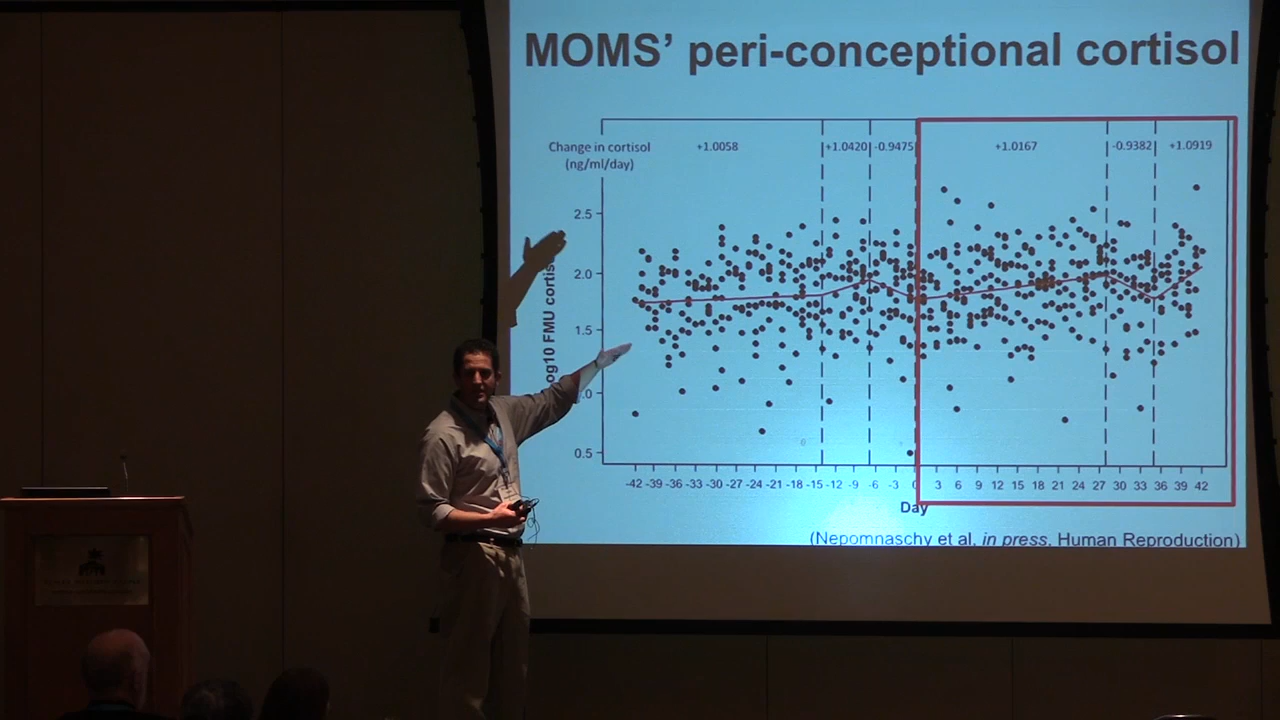 MOMS' peri-conceptional cortisol
Change in cortisol
(ng/ml/day)
+1.0058
+1.0420
-0.9475
+1.0167
-0.9382
+1.0919
2.5
2.0
1.5
0.5
FMU
-42 -39 -36 -33 -30 -27 -24 -21 -18 -15 -12 -9 -6 -3 0 3 6 9 12 15 18 21 24 27 30 33 36 39 42
Day
(Nepomnaschy et al, in press, Human Reproduction)